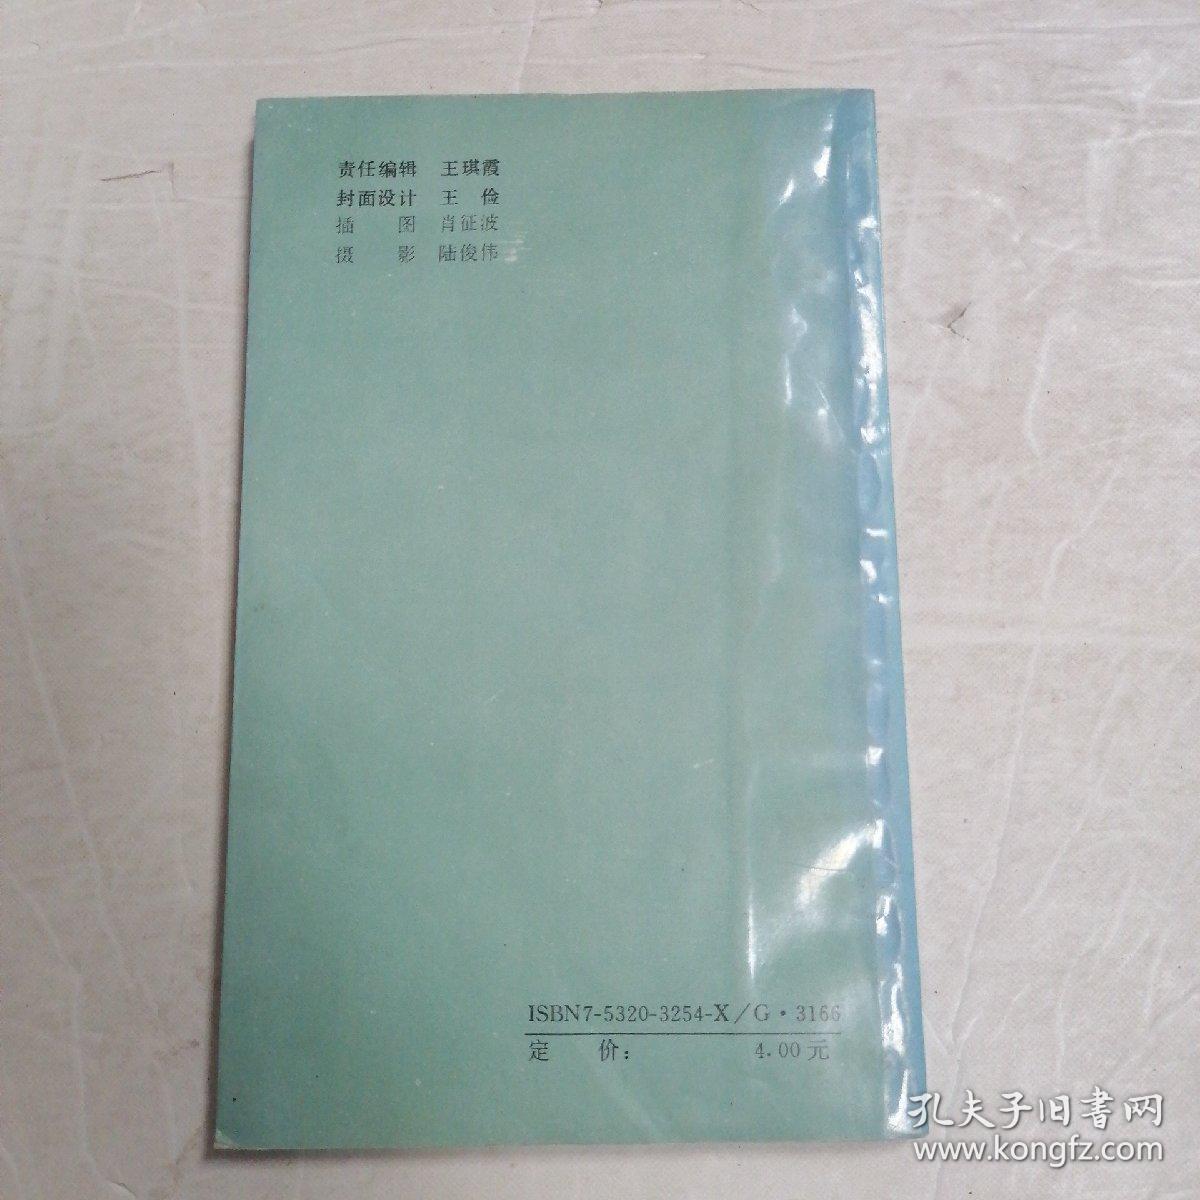 责任编辑 王琪霞
封面设计 王 俭
插 图 肖征波
摄 影 陆俊伟
ISBN7-5320-3254-X/G·3166
定 价: 4.00元
孔夫子旧书网
www.kongfz.com